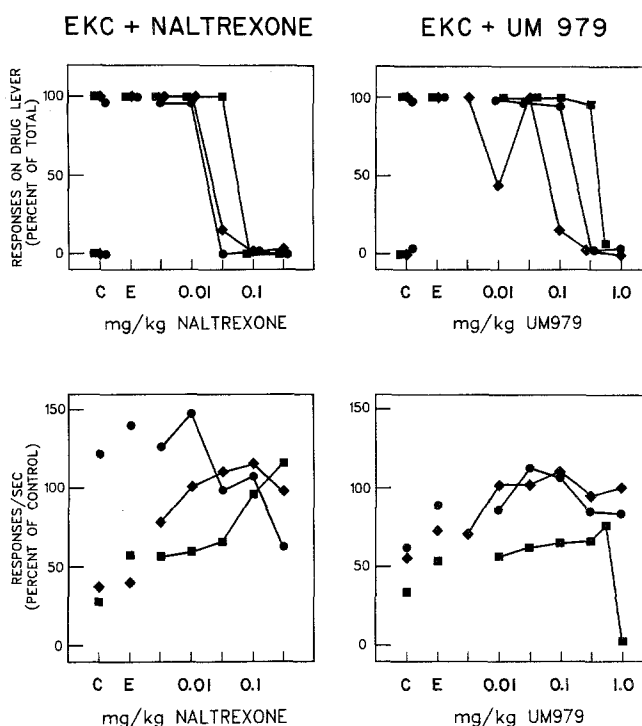 EKC + NALTREXONE
EKC + UM 979
RESPONSES ON DRUG LEVER
(PERCENT OF TOTAL)
100
50
0
C E 0.01 0.1
mg/kg NALTREXONE
100
50
0
C E 0.01 0.1 1.0
mg/kg UM979
RESPONSES/SEC
(PERCENT OF CONTROL)
150
100
50
0
C E 0.01 0.1
mg/kg NALTREXONE
150
100
50
0
C E 0.01 0.1 1.0
mg/kg UM979